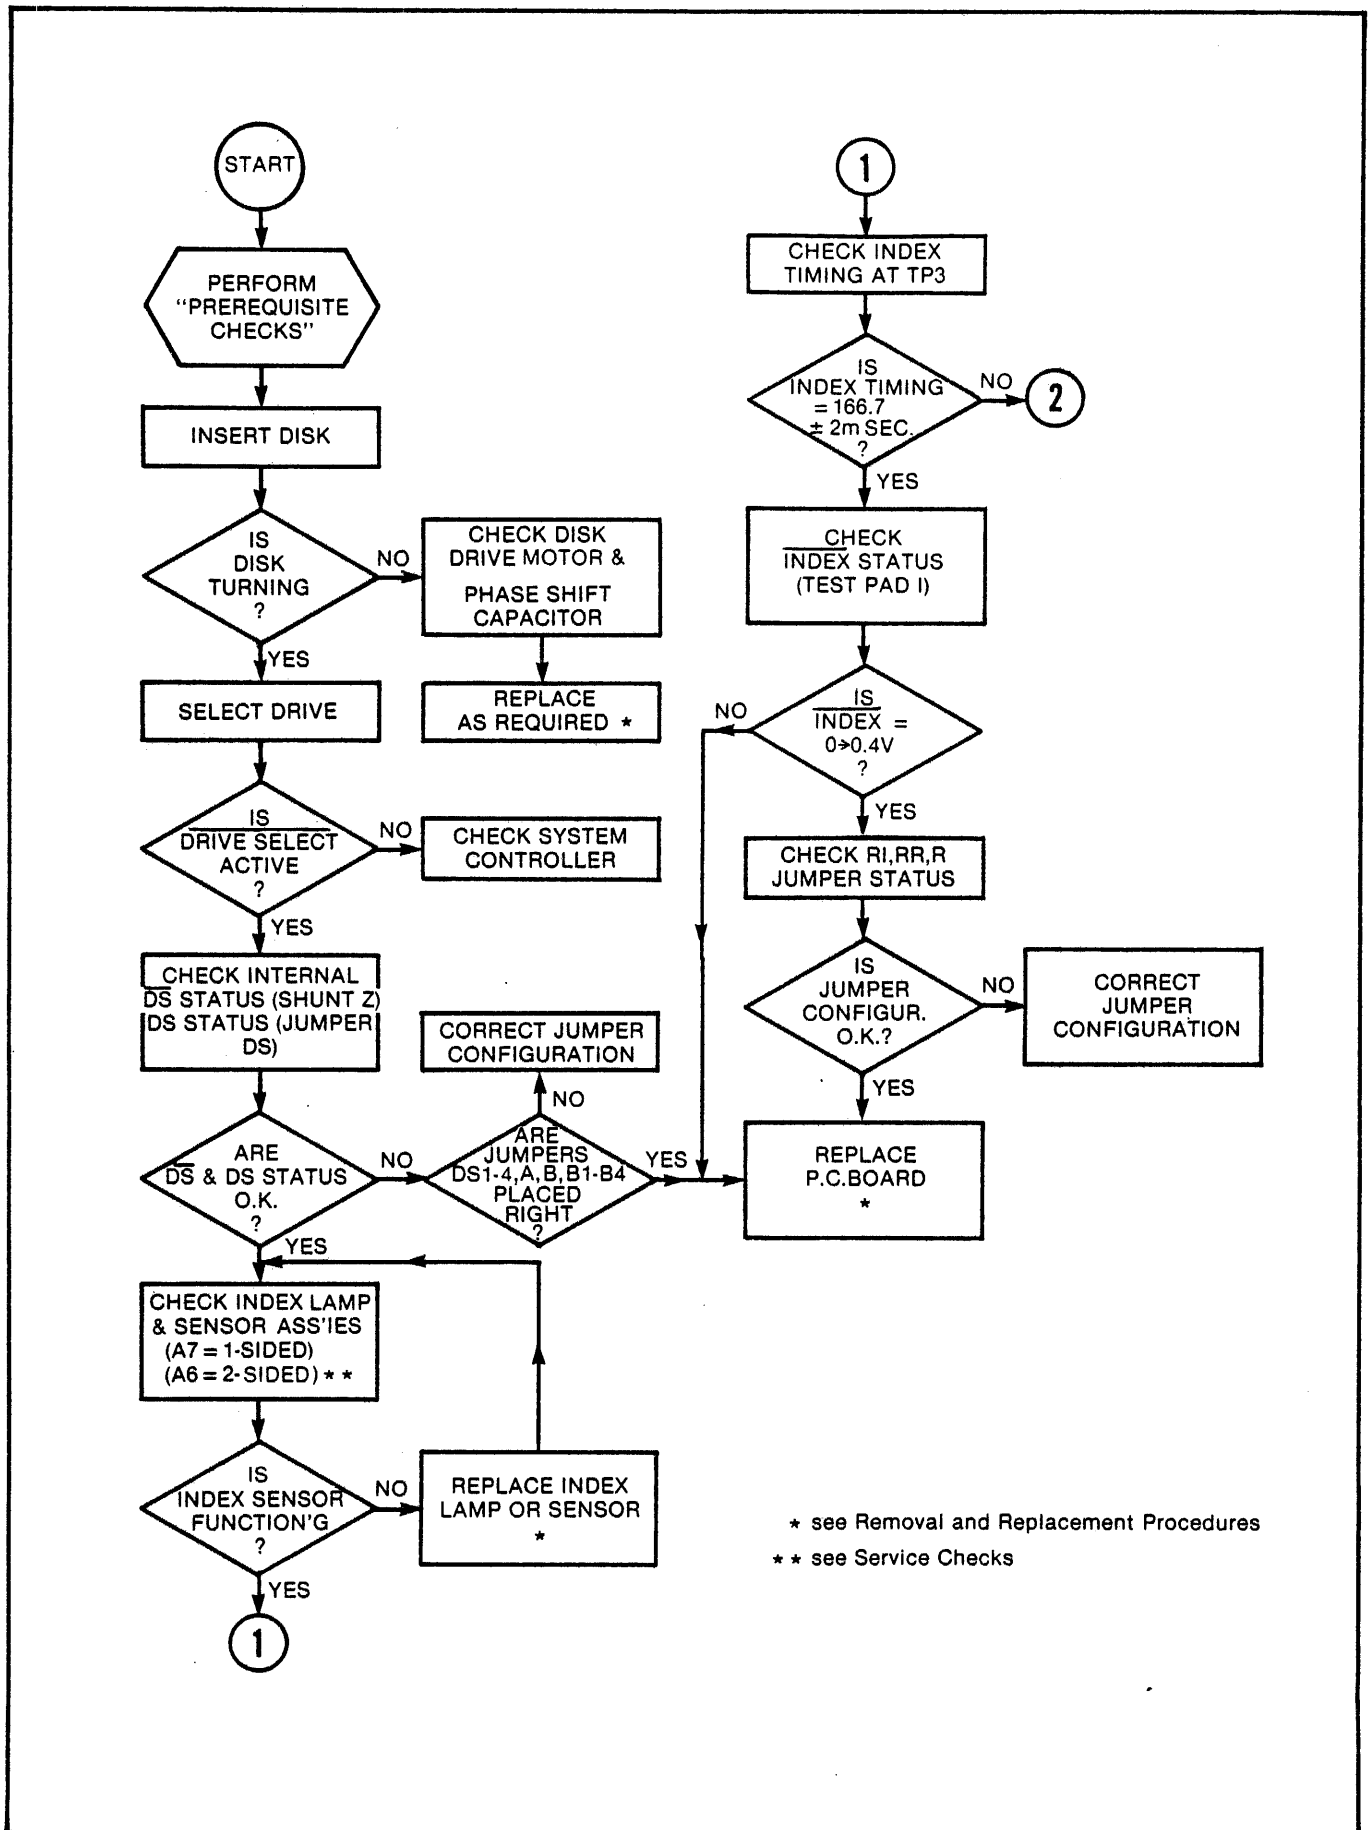 START
PERFORM
"PREREQUISITE
CHECKS"
INSERT DISK
IS
DISK
TURNING
?
NO
CHECK DISK
DRIVE MOTOR &
PHASE SHIFT
CAPACITOR
REPLACE
AS REQUIRED *
YES
SELECT DRIVE
IS
DRIVE SELECT
ACTIVE
?
NO
CHECK SYSTEM
CONTROLLER
YES
CHECK INTERNAL
DS STATUS (SHUNT Z)
DS STATUS (JUMPER
DS)
ARE
DS & DS STATUS
O.K.
?
NO
ARE
JUMPERS
DS1-4,A,B,B1-B4
PLACED
RIGHT
?
NO
CORRECT JUMPER
CONFIGURATION
YES
YES
CHECK INDEX LAMP
& SENSOR ASS'IES
(A7 = 1-SIDED)
(A6 = 2-SIDED) * *
IS
INDEX SENSOR
FUNCTION'G
?
NO
REPLACE INDEX
LAMP OR SENSOR
*
YES
1
1
CHECK INDEX
TIMING AT TP3
IS
INDEX TIMING
= 166.7
± 2m SEC.
?
NO
2
YES
CHECK
INDEX STATUS
(TEST PAD I)
IS
INDEX =
0→0.4V
?
NO
YES
CHECK RI,RR,R
JUMPER STATUS
IS
JUMPER
CONFIGUR.
O.K.?
NO
CORRECT
JUMPER
CONFIGURATION
YES
REPLACE
P.C.BOARD
*
* see Removal and Replacement Procedures
* * see Service Checks